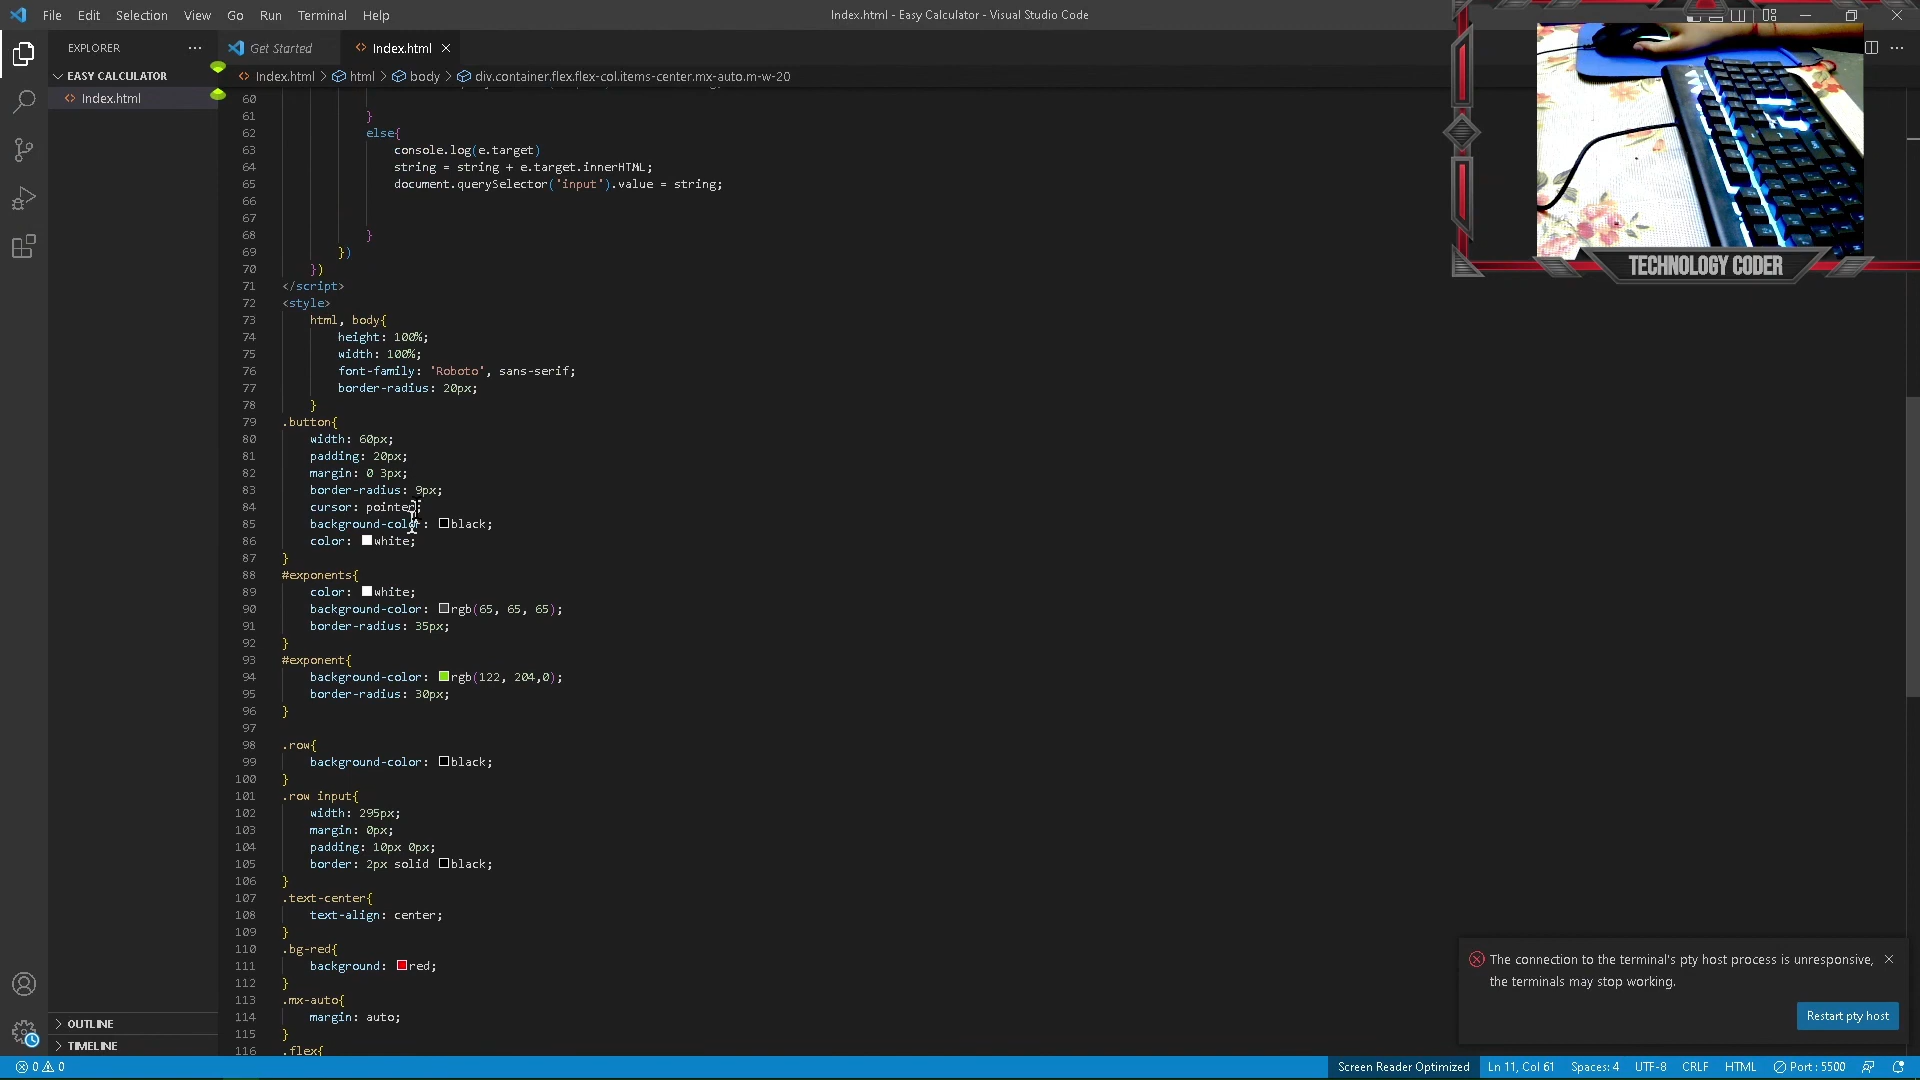 File Edit Selection View Go Run Terminal Help
Index.html - Easy Calculator - Visual Studio Code
EXPLORER
Get Started
Index.html
EASY CALCULATOR
Index.html > html > body > div.container.flex.flex-col.items-center.mx-auto.m-w-20
Index.html
60
61 }
62 else{
63 console.log(e.target)
64 string = string + e.target.innerHTML;
65 document.querySelector('input').value = string;
66
67
68 }
69 })
70 })
71 </script>
72 <style>
73 html, body{
74 height: 100%;
75 width: 100%;
76 font-family: 'Roboto', sans-serif;
77 border-radius: 20px;
78 }
79 .button{
80 width: 60px;
81 padding: 20px;
82 margin: 0 3px;
83 border-radius: 9px;
84 cursor: pointer;
85 background-color: black;
86 color: white;
87 }
88 #exponents{
89 color: white;
90 background-color: rgb(65, 65, 65);
91 border-radius: 35px;
92 }
93 #exponent{
94 background-color: rgb(122, 204,0);
95 border-radius: 30px;
96 }
97
98 .row{
99 background-color: black;
100 }
101 .row input{
102 width: 295px;
103 margin: 0px;
104 padding: 10px 0px;
105 border: 2px solid black;
106 }
107 .text-center{
108 text-align: center;
109 }
110 .bg-red{
111 background: red;
112 }
113 .mx-auto{
114 margin: auto;
115 }
116 .flex{
TECHNOLOGY CODER
The connection to the terminal's pty host process is unresponsive,
the terminals may stop working.
Restart pty host
OUTLINE
TIMELINE
0 0
Screen Reader Optimized Ln 11, Col 61 Spaces: 4 UTF-8 CRLF HTML Port : 5500